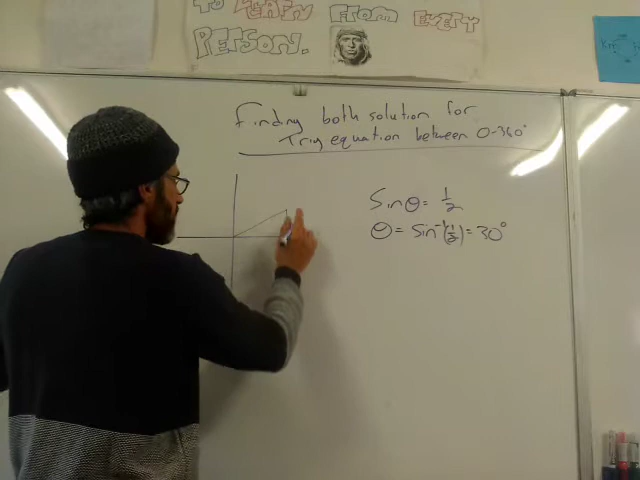 TO LEARN FROM EVERY
PERSON.
Finding both solution for
Trig equation between 0-360°
Sin θ = 1/2
θ = Sin⁻¹(1/2) = 30°